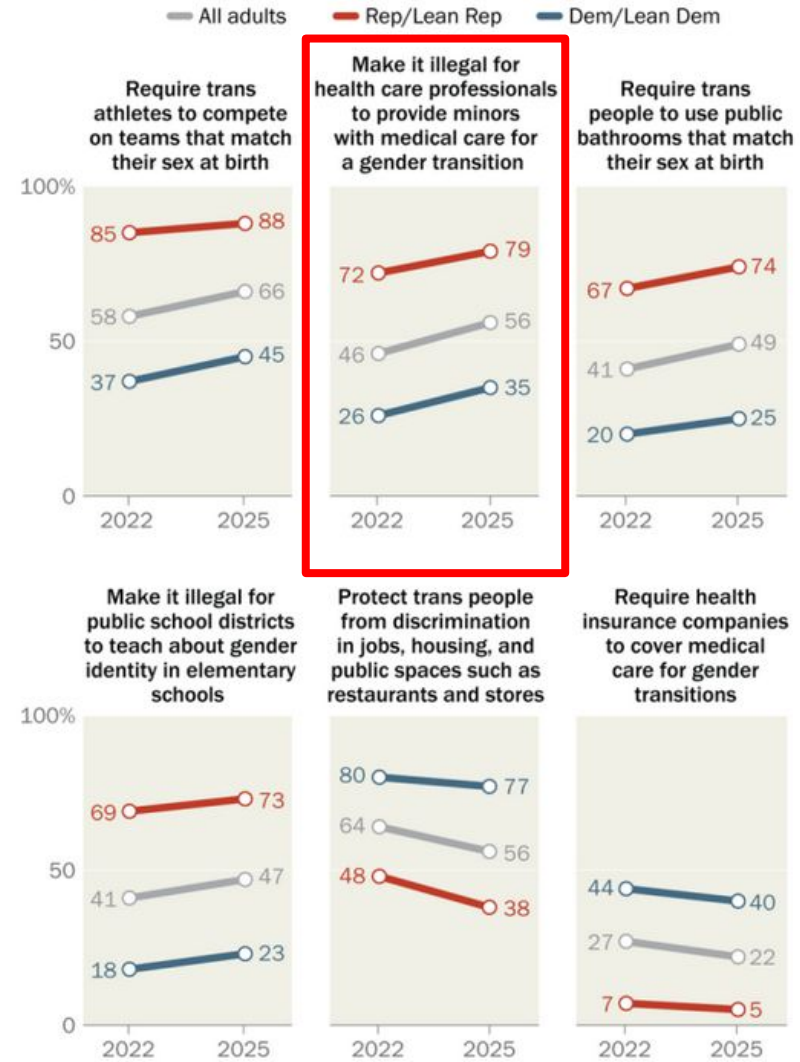 All adults Rep/Lean Rep Dem/Lean Dem
Require trans
athletes to compete
on teams that match
their sex at birth
Make it illegal for
health care professionals
to provide minors
with medical care for
a gender transition
Require trans
people to use public
bathrooms that match
their sex at birth
100%
50
0
85 88
58 66
37 45
2022 2025
72 79
46 56
26 35
2022 2025
67 74
41 49
20 25
2022 2025
Make it illegal for
public school districts
to teach about gender
identity in elementary
schools
Protect trans people
from discrimination
in jobs, housing, and
public spaces such as
restaurants and stores
Require health
insurance companies
to cover medical
care for gender
transitions
100%
50
0
69 73
41 47
18 23
2022 2025
80 77
64 56
48 38
2022 2025
44 40
27 22
7 5
2022 2025